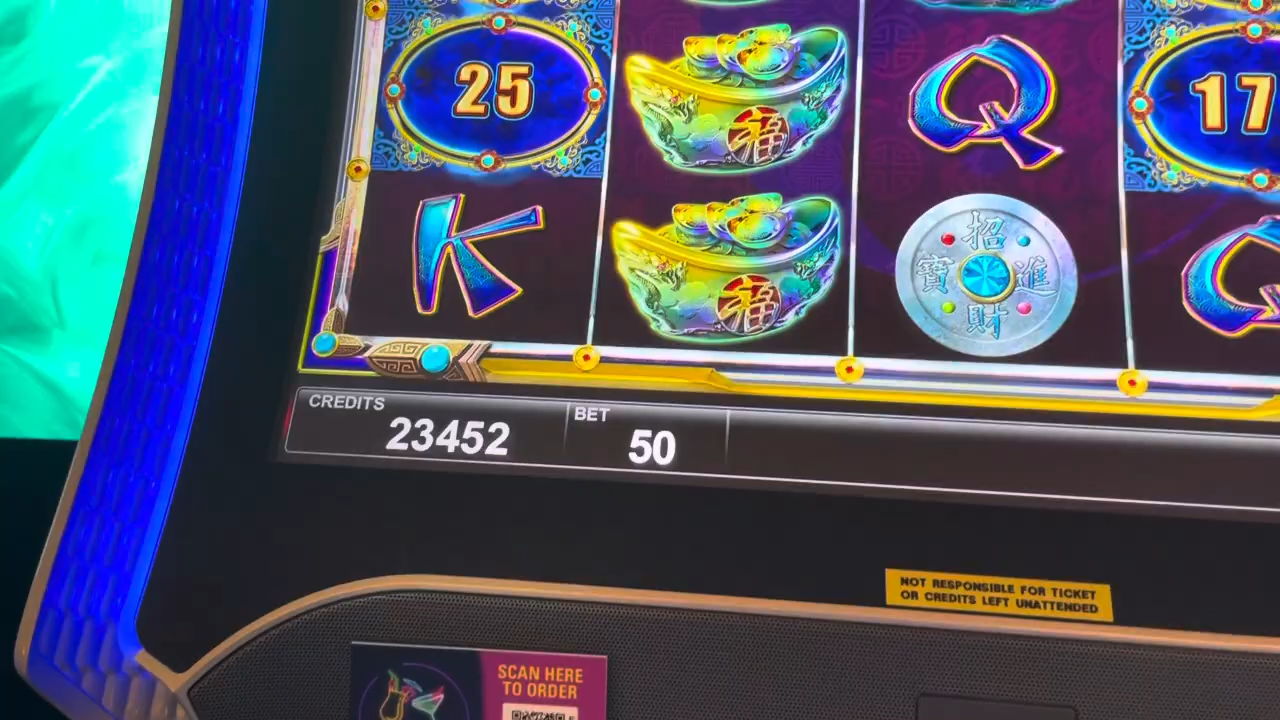 25
福
17
K
福
Q
招
寶 進
財
Q
CREDITS
23452
BET
50
NOT RESPONSIBLE FOR TICKET
OR CREDITS LEFT UNATTENDED
SCAN HERE
TO ORDER